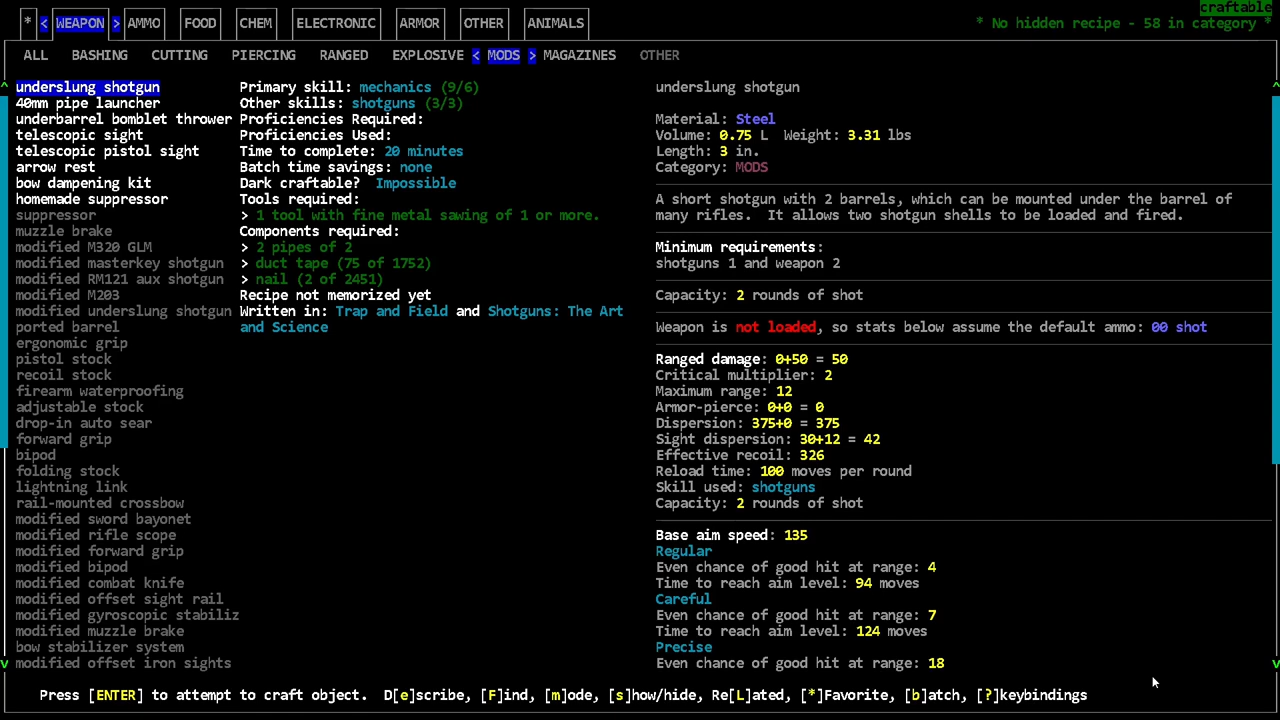 craftable
* < WEAPON > AMMO FOOD CHEM ELECTRONIC ARMOR OTHER ANIMALS * No hidden recipe - 58 in category *
ALL BASHING CUTTING PIERCING RANGED EXPLOSIVE < MODS > MAGAZINES OTHER
underslung shotgun
40mm pipe launcher
underbarrel bomblet thrower
telescopic sight
telescopic pistol sight
arrow rest
bow dampening kit
homemade suppressor
suppressor
muzzle brake
modified M320 GLM
modified masterkey shotgun
modified RM121 aux shotgun
modified M203
modified underslung shotgun
ported barrel
ergonomic grip
pistol stock
recoil stock
firearm waterproofing
adjustable stock
drop-in auto sear
forward grip
bipod
folding stock
lightning link
rail-mounted crossbow
modified sword bayonet
modified rifle scope
modified forward grip
modified bipod
modified combat knife
modified offset sight rail
modified gyroscopic stabiliz
modified muzzle brake
bow stabilizer system
modified offset iron sights
Primary skill: mechanics (9/6)
Other skills: shotguns (3/3)
Proficiencies Required:
Proficiencies Used:
Time to complete: 20 minutes
Batch time savings: none
Dark craftable? Impossible
Tools required:
> 1 tool with fine metal sawing of 1 or more.
Components required:
> 2 pipes of 2
> duct tape (75 of 1752)
> nail (2 of 2451)
Recipe not memorized yet
Written in: Trap and Field and Shotguns: The Art
and Science
underslung shotgun
Material: Steel
Volume: 0.75 L Weight: 3.31 lbs
Length: 3 in.
Category: MODS
A short shotgun with 2 barrels, which can be mounted under the barrel of
many rifles. It allows two shotgun shells to be loaded and fired.
Minimum requirements:
shotguns 1 and weapon 2
Capacity: 2 rounds of shot
Weapon is not loaded, so stats below assume the default ammo: 00 shot
Ranged damage: 0+50 = 50
Critical multiplier: 2
Maximum range: 12
Armor-pierce: 0+0 = 0
Dispersion: 375+0 = 375
Sight dispersion: 30+12 = 42
Effective recoil: 326
Reload time: 100 moves per round
Skill used: shotguns
Capacity: 2 rounds of shot
Base aim speed: 135
Regular
Even chance of good hit at range: 4
Time to reach aim level: 94 moves
Careful
Even chance of good hit at range: 7
Time to reach aim level: 124 moves
Precise
Even chance of good hit at range: 18
Press [ENTER] to attempt to craft object. D[e]scribe, [F]ind, [m]ode, [s]how/hide, Re[L]ated, [*]Favorite, [b]atch, [?]keybindings